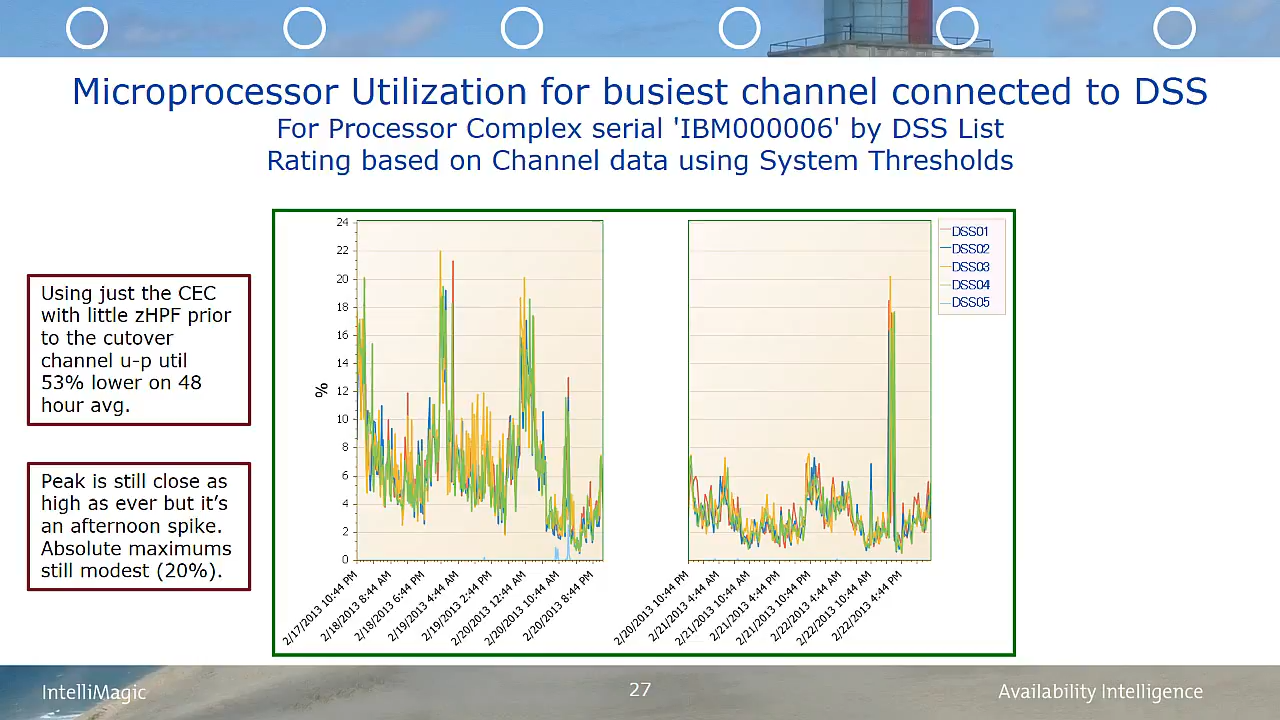 Microprocessor Utilization for busiest channel connected to DSS
For Processor Complex serial 'IBM000006' by DSS List
Rating based on Channel data using System Thresholds
Using just the CEC
with little zHPF prior
to the cutover
channel u-p util
53% lower on 48
hour avg.
Peak is still close as
high as ever but it's
an afternoon spike.
Absolute maximums
still modest (20%).
%
24
22
20
18
16
14
12
10
8
6
4
2
0
2/17/2013 10:44 PM
2/18/2013 8:44 AM
2/18/2013 6:44 PM
2/19/2013 4:44 AM
2/19/2013 2:44 PM
2/20/2013 12:44 AM
2/20/2013 10:44 AM
2/20/2013 8:44 PM
2/20/2013 10:44 PM
2/21/2013 4:44 AM
2/21/2013 10:44 AM
2/21/2013 4:44 PM
2/21/2013 10:44 PM
2/22/2013 4:44 AM
2/22/2013 10:44 AM
2/22/2013 4:44 PM
DSS01
DSS02
DSS03
DSS04
DSS05
IntelliMagic
27
Availability Intelligence